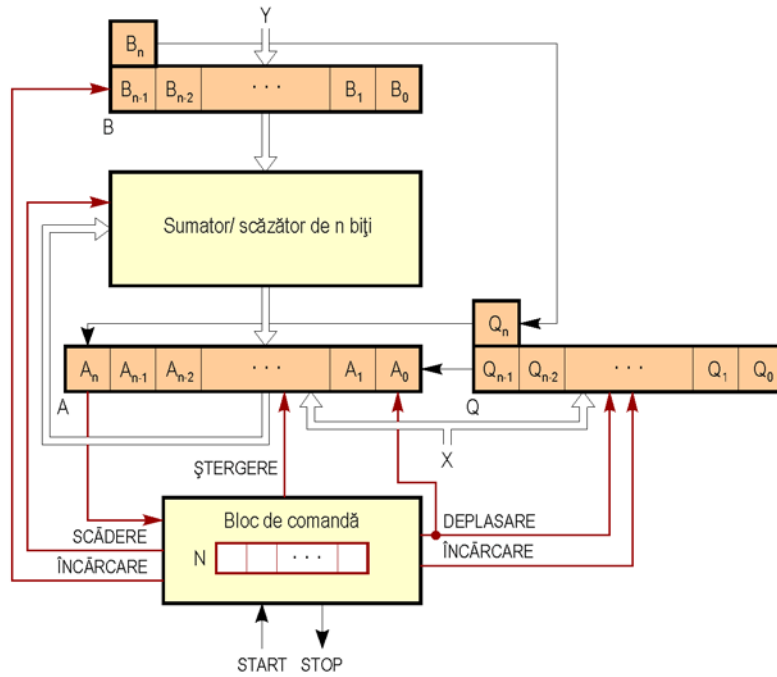 Y
Bn
Bn-1 Bn-2 · · · B1 B0
B
Sumator/ scăzător de n biţi
Qn
An An-1 An-2 · · · A1 A0
Qn-1 Qn-2 · · · Q1 Q0
A
Q
X
ŞTERGERE
Bloc de comandă
DEPLASARE
SCĂDERE
N · · ·
ÎNCĂRCARE
ÎNCĂRCARE
START STOP